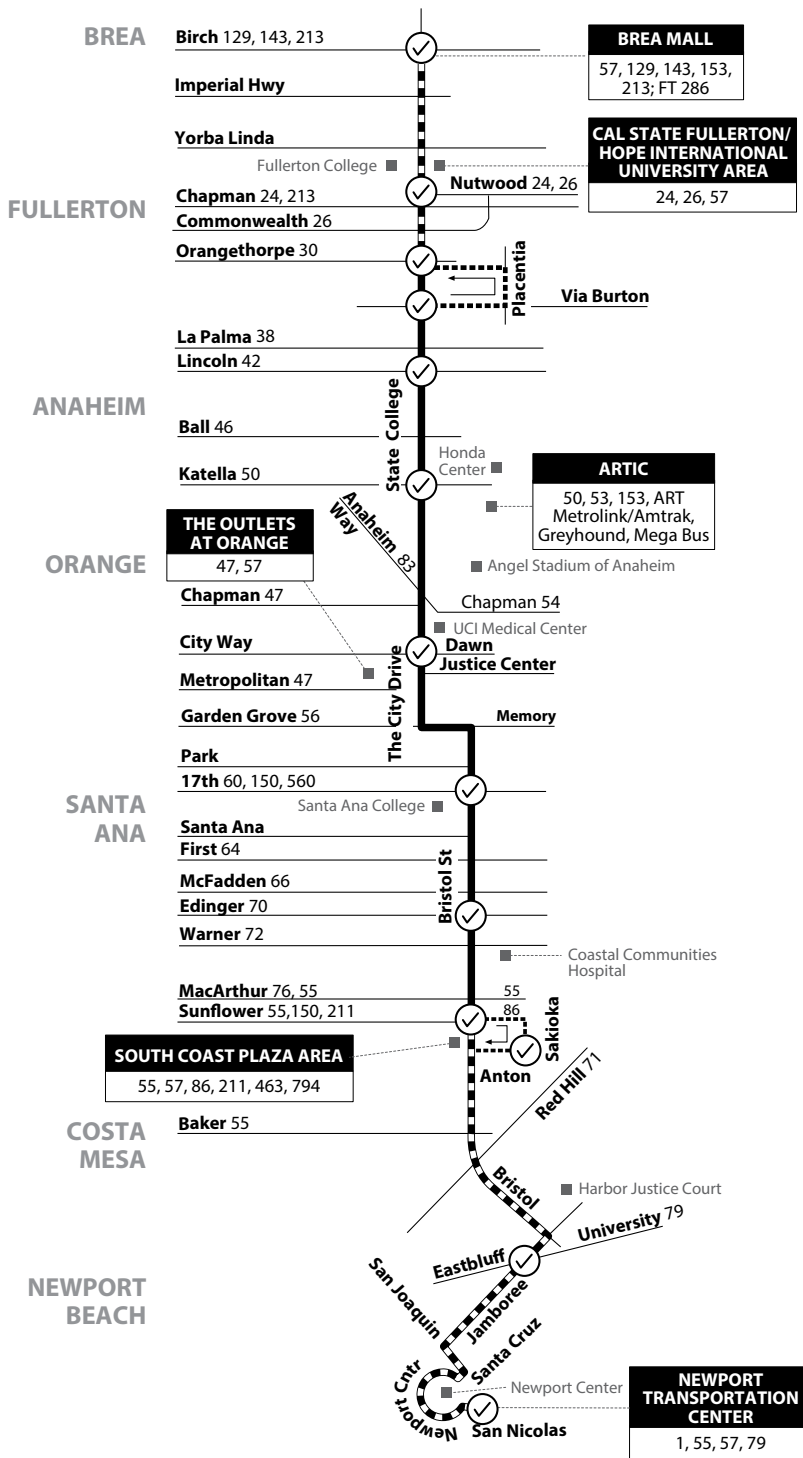 BREA
Birch 129, 143, 213
BREA MALL
57, 129, 143, 153,
213; FT 286
Imperial Hwy
Yorba Linda
CAL STATE FULLERTON/
HOPE INTERNATIONAL
UNIVERSITY AREA
24, 26, 57
Fullerton College
Nutwood 24, 26
FULLERTON
Chapman 24, 213
Commonwealth 26
Orangethorpe 30
Placentia
Via Burton
La Palma 38
Lincoln 42
ANAHEIM
State College
Ball 46
Honda
Center
Katella 50
ARTIC
50, 53, 153, ART
Metrolink/Amtrak,
Greyhound, Mega Bus
Anaheim 83
Way
THE OUTLETS
AT ORANGE
47, 57
ORANGE
Angel Stadium of Anaheim
Chapman 47
Chapman 54
UCI Medical Center
City Way
Dawn
Justice Center
The City Drive
Metropolitan 47
Garden Grove 56
Memory
Park
17th 60, 150, 560
SANTA
ANA
Santa Ana College
Santa Ana
First 64
Bristol St
McFadden 66
Edinger 70
Warner 72
Coastal Communities
Hospital
MacArthur 76, 55
55
Sunflower 55,150, 211
86
Sakioka
SOUTH COAST PLAZA AREA
55, 57, 86, 211, 463, 794
Anton
Red Hill 71
COSTA
MESA
Baker 55
Bristol
Harbor Justice Court
University 79
Eastbluff
NEWPORT
BEACH
San Joaquin
Jamboree
Santa Cruz
Newport Cntr
Newport Center
San Nicolas
NEWPORT
TRANSPORTATION
CENTER
1, 55, 57, 79